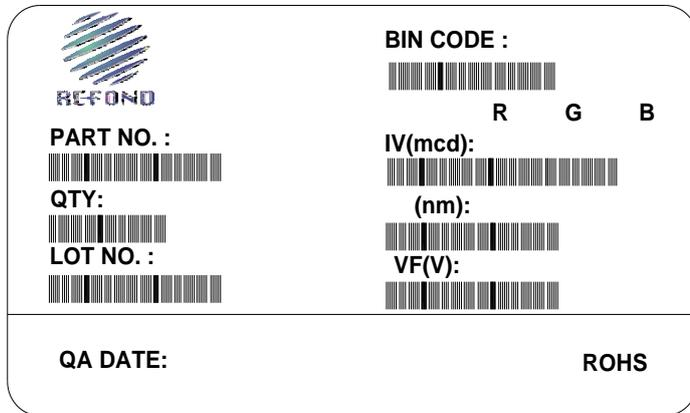 REFOND
BIN CODE :
R G B
PART NO. :
IV(mcd):
QTY:
(nm):
LOT NO. :
VF(V):
QA DATE:
ROHS